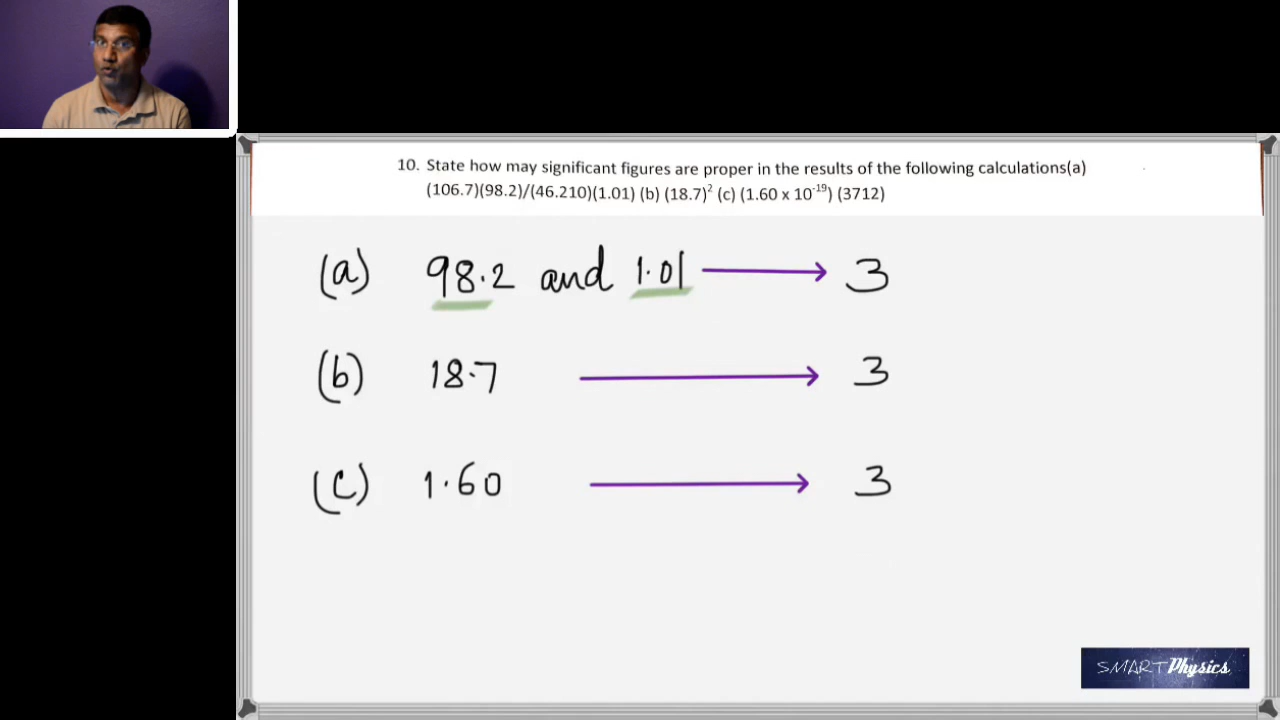 10. State how may significant figures are proper in the results of the following calculations(a)
(106.7)(98.2)/(46.210)(1.01) (b) (18.7)² (c) (1.60 x 10⁻¹⁹) (3712)
(a) 98.2 and 1.01 → 3
(b) 18.7 → 3
(c) 1.60 → 3
SMART Physics